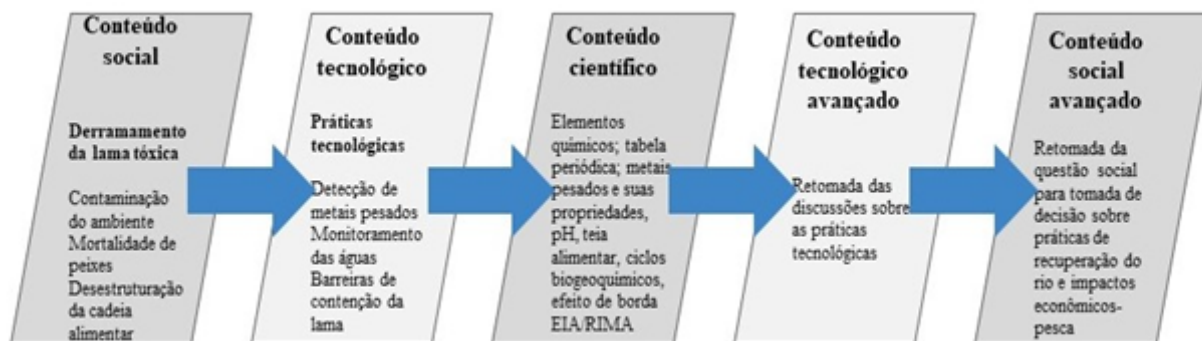 Conteúdo
social
Derramamento
da lama tóxica
Contaminação
do ambiente
Mortalidade de
peixes
Desestruturação
da cadeia
alimentar
Conteúdo
tecnológico
Práticas
tecnológicas
Detecção de
metais pesados
Monitoramento
das águas
Barreiras de
contenção da
lama
Conteúdo
científico
Elementos
químicos; tabela
periódica; metais
pesados e suas
propriedades,
pH, teia
alimentar, ciclos
biogeoquímicos,
efeito de borda
EIA/RIMA
Conteúdo
tecnológico
avançado
Retomada das
discussões sobre
as práticas
tecnológicas
Conteúdo
social
avançado
Retomada da
questão social
para tomada de
decisão sobre
práticas de
recuperação do
rio e impactos
econômicos-
pesca